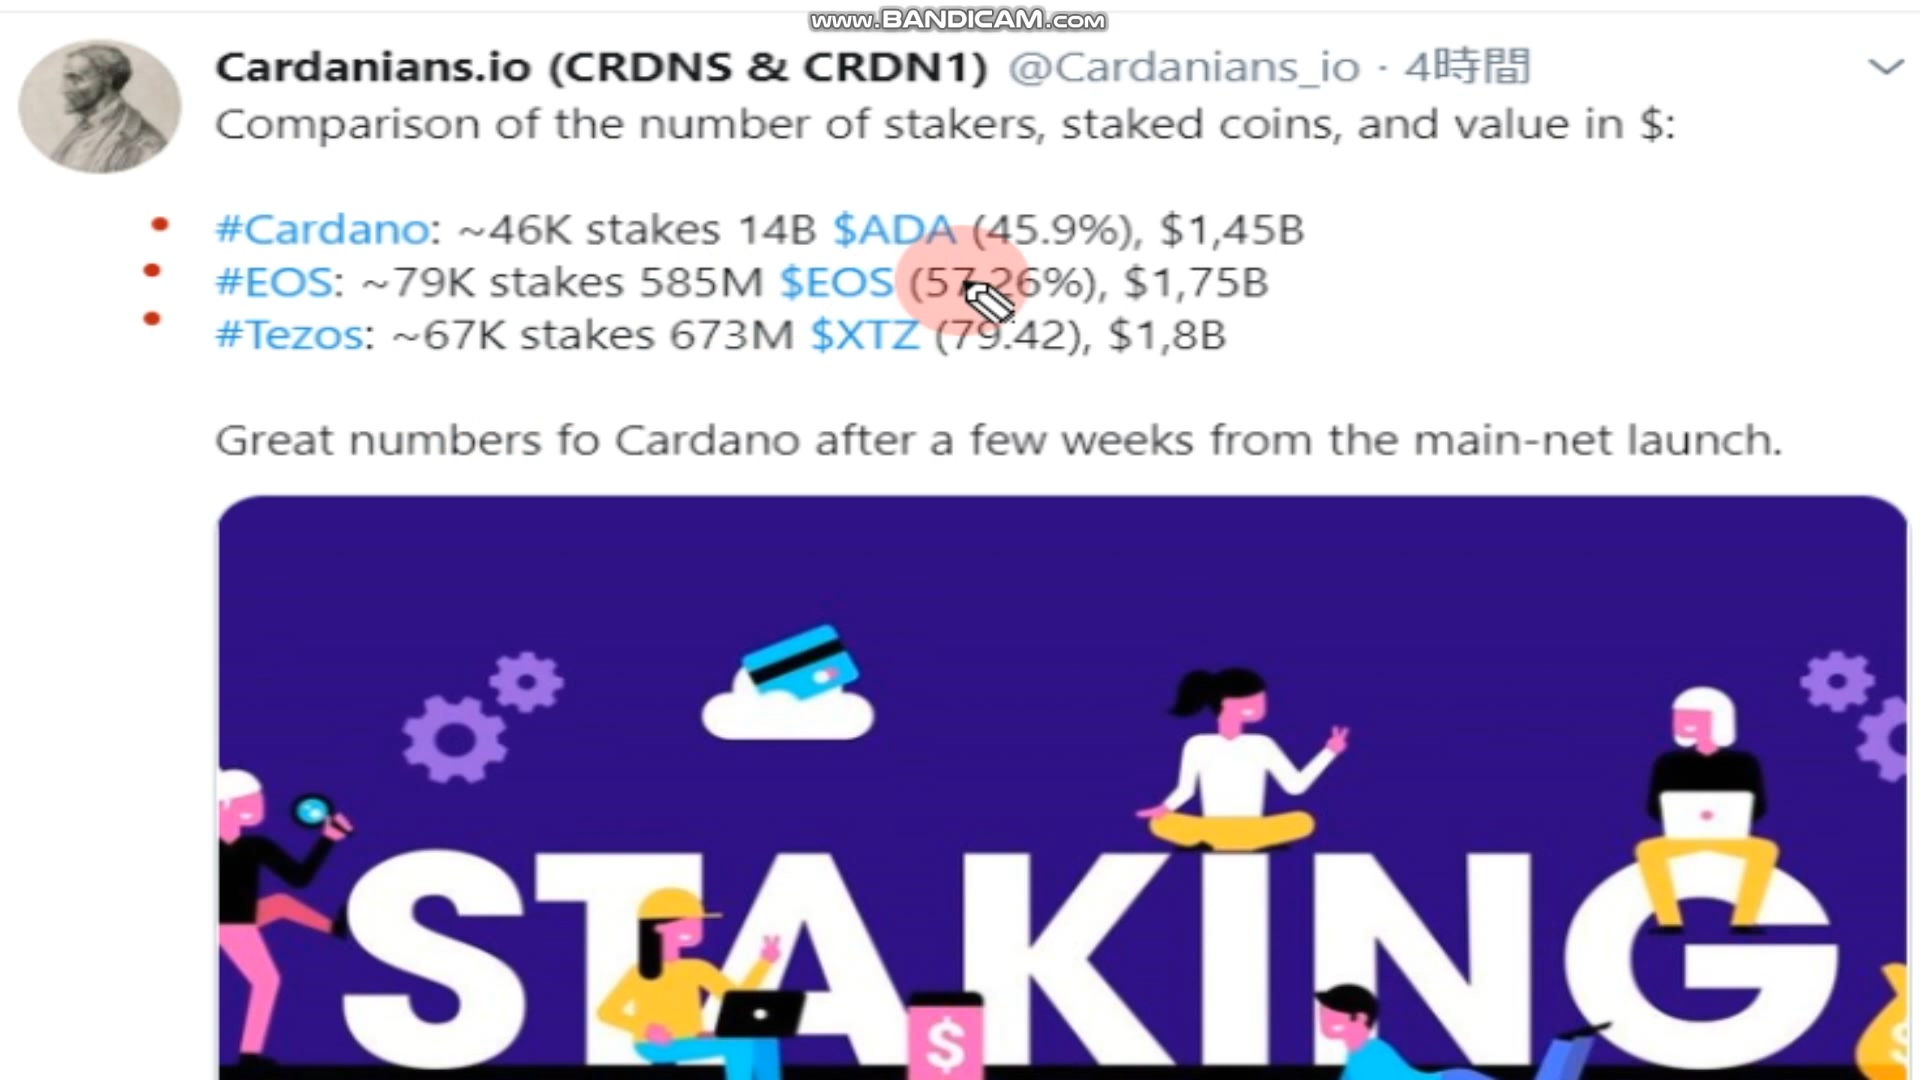 www.BANDICAM.com
Cardanians.io (CRDNS & CRDN1) @Cardanians_io · 4時間
Comparison of the number of stakers, staked coins, and value in $:
#Cardano: ~46K stakes 14B $ADA (45.9%), $1,45B
#EOS: ~79K stakes 585M $EOS (57.26%), $1,75B
#Tezos: ~67K stakes 673M $XTZ (79.42), $1,8B
Great numbers fo Cardano after a few weeks from the main-net launch.
STAKING
$
$